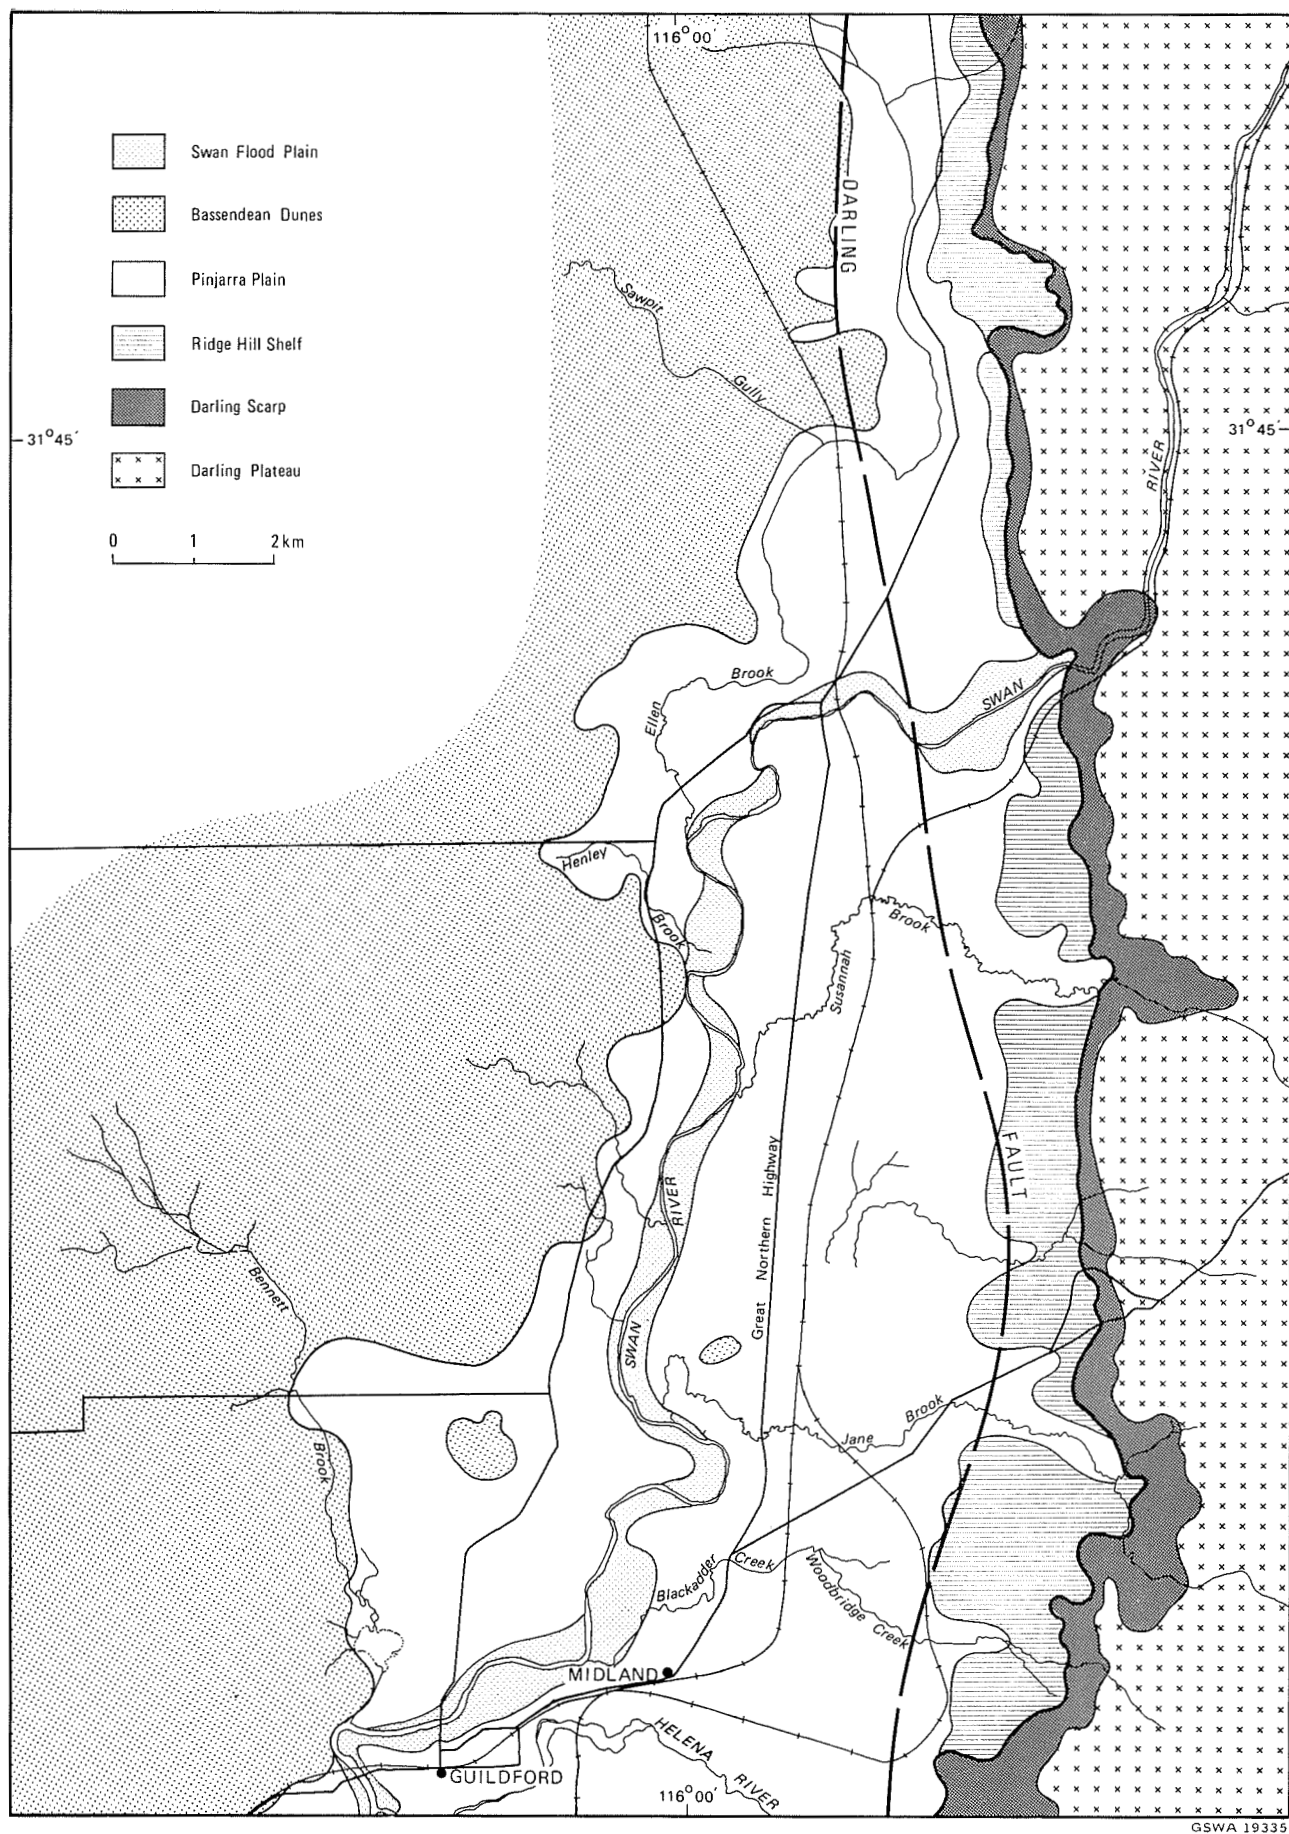 116°00′
Swan Flood Plain
Bassendean Dunes
Pinjarra Plain
Ridge Hill Shelf
Darling Scarp
Darling Plateau
0 1 2 km
31°45′
31°45′
DARLING
Sawpit
Gully
RIVER
SWAN
Brook
Ellen
Henley
Brook
Brook
Susannah
FAULT
RIVER
Great Northern Highway
SWAN
Bennett
Brook
Jane
Brook
Blackadder
Creek
Woodbridge Creek
MIDLAND
HELENA
RIVER
GUILDFORD
116°00′
GSWA 19335